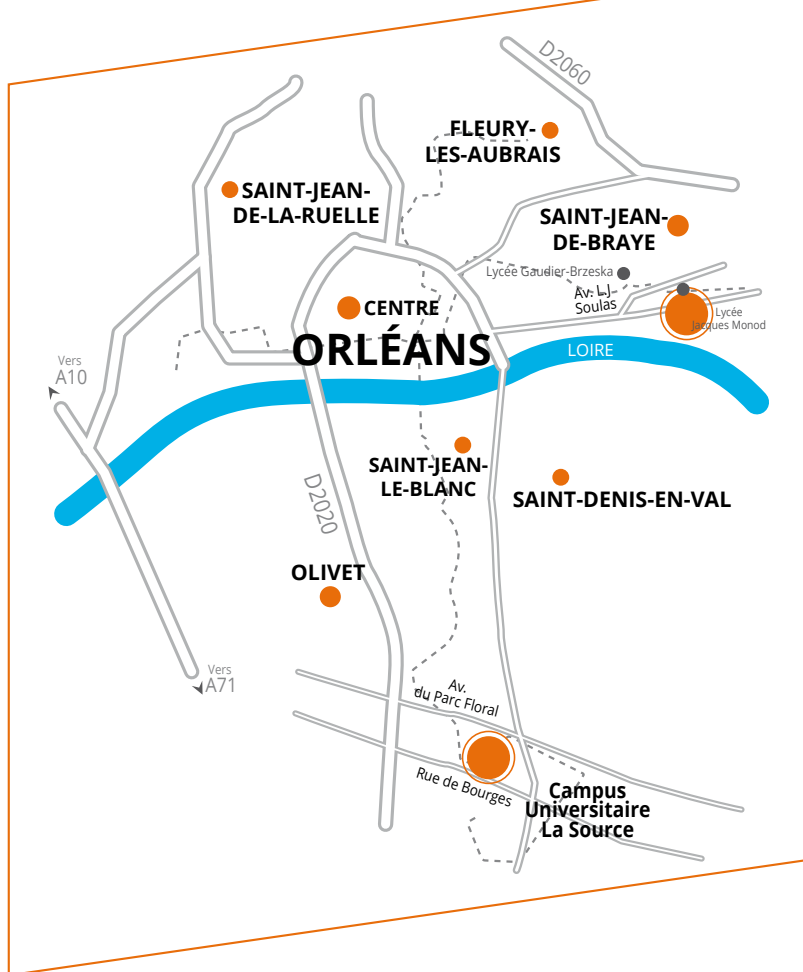 D2060
FLEURY-
LES-AUBRAIS
SAINT-JEAN-
DE-LA-RUELLE
SAINT-JEAN-
DE-BRAYE
Lycée Gaudier-Brzeska
Av. L.J
Soulas
CENTRE
ORLÉANS
Lycée
Jacques Monod
LOIRE
Vers
A10
SAINT-JEAN-
LE-BLANC
SAINT-DENIS-EN-VAL
D2020
OLIVET
Vers
A71
Av.
du Parc Floral
Rue de Bourges
Campus
Universitaire
La Source